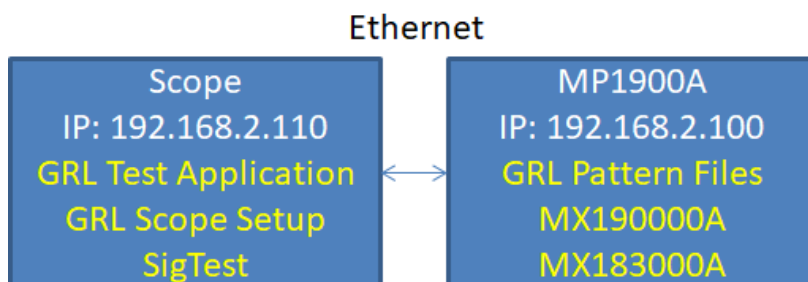 Ethernet
Scope
IP: 192.168.2.110
GRL Test Application
GRL Scope Setup
SigTest
MP1900A
IP: 192.168.2.100
GRL Pattern Files
MX190000A
MX183000A